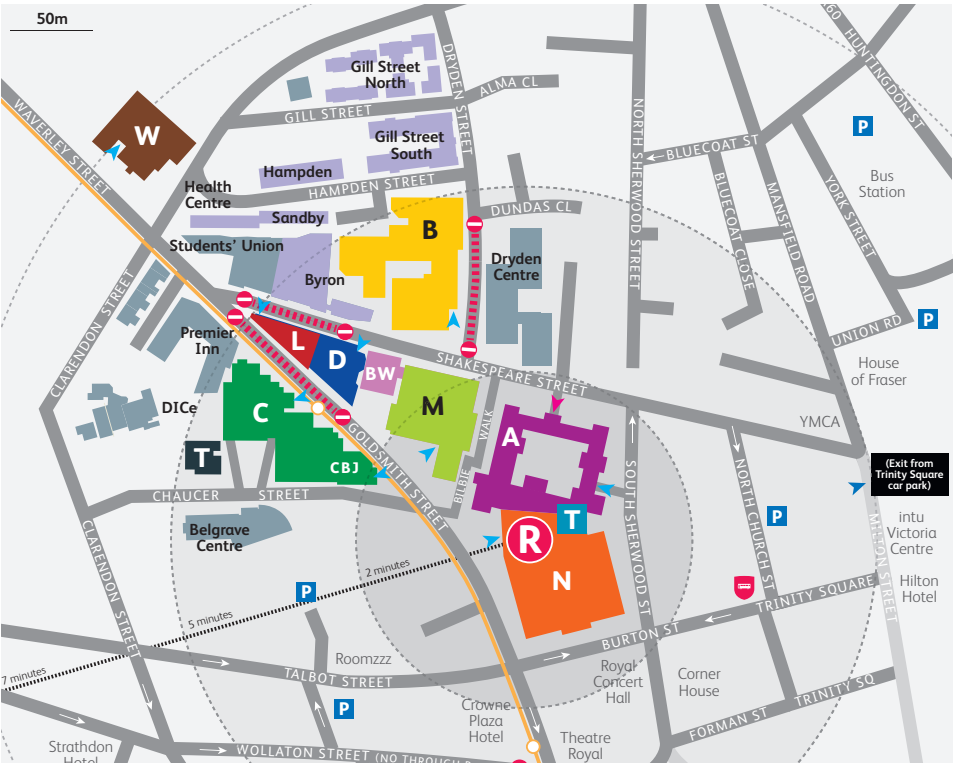 50m
WAVERLEY STREET
W
Gill Street
North
DRYDEN STREET
ALMA CL
GILL STREET
Gill Street
South
Hampden
HAMPDEN STREET
Health
Centre
Sandby
Students' Union
Byron
B
DUNDAS CL
Dryden
Centre
NORTH SHERWOOD STREET
BLUECOAT ST
BLUECOAT CLOSE
MANSFIELD ROAD
YORK STREET
HUNTINGDON ST
60
P
Bus
Station
UNION RD
P
House
of Fraser
YMCA
CLARENDON STREET
Premier
Inn
L
D
BW
SHAKESPEARE STREET
M
WALK
BILBIE
A
C
CBJ
GOLDSMITH STREET
DICe
T
CHAUCER STREET
Belgrave
Centre
CLARENDON STREET
T
R
N
SOUTH SHERWOOD ST
NORTH CHURCH ST
P
(Exit from
Trinity Square
car park)
intu
Victoria
Centre
Hilton
Hotel
MILTON STREET
TRINITY SQUARE
BURTON ST
2 minutes
5 minutes
7 minutes
P
Roomzzz
TALBOT STREET
P
Royal
Concert
Hall
Corner
House
TRINITY SQ
FORMAN ST
Crowne
Plaza
Hotel
Theatre
Royal
Strathdon
Hotel
WOLLATON STREET (NO THROUGH R